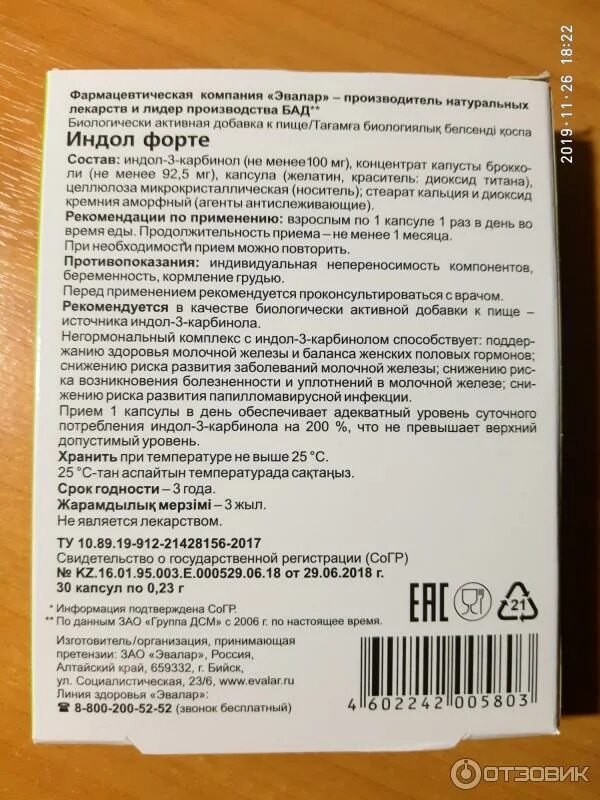 Фармацевтическая компания «Эвалар» – производитель натуральных
лекарств и лидер производства БАД**
Биологически активная добавка к пище/Тағамға биологиялық белсенді қоспа
Индол форте
Состав: индол-3-карбинол (не менее 100 мг), концентрат капусты брокко-
ли (не менее 92,5 мг), капсула (желатин, краситель: диоксид титана),
целлюлоза микрокристаллическая (носитель); стеарат кальция и диоксид
кремния аморфный (агенты антислеживающие).
Рекомендации по применению: взрослым по 1 капсуле 1 раз в день во
время еды. Продолжительность приема – не менее 1 месяца.
При необходимости прием можно повторить.
Противопоказания: индивидуальная непереносимость компонентов,
беременность, кормление грудью.
Перед применением рекомендуется проконсультироваться с врачом.
Рекомендуется в качестве биологически активной добавки к пище –
источника индол-3-карбинола.
Негормональный комплекс с индол-3-карбинолом способствует: поддер-
жанию здоровья молочной железы и баланса женских половых гормонов;
снижению риска развития заболеваний молочной железы; снижению рис-
ка возникновения болезненности и уплотнений в молочной железе; сни-
жению риска развития папилломавирусной инфекции.
Прием 1 капсулы в день обеспечивает адекватный уровень суточного
потребления индол-3-карбинола на 200 %, что не превышает верхний
допустимый уровень.
Хранить при температуре не выше 25 °С.
25 °С-тан аспайтын температурада сақтаңыз.
Срок годности – 3 года.
Жарамдылық мерзімі – 3 жыл.
Не является лекарством.
ТУ 10.89.19-912-21428156-2017
Свидетельство о государственной регистрации (СоГР)
№ KZ.16.01.95.003.E.000529.06.18 от 29.06.2018 г.
30 капсул по 0,23 г
* Информация подтверждена СоГР.
** По данным ЗАО «Группа ДСМ» с 2006 г. по настоящее время.
Изготовитель/организация, принимающая
претензии: ЗАО «Эвалар», Россия,
Алтайский край, 659332, г. Бийск,
ул. Социалистическая, 23/6, www.evalar.ru
Линия здоровья «Эвалар»:
☎ 8-800-200-52-52 (звонок бесплатный)
EAC
21
4 602242 005803
2019-11-26 18:22
ОТЗОВИК